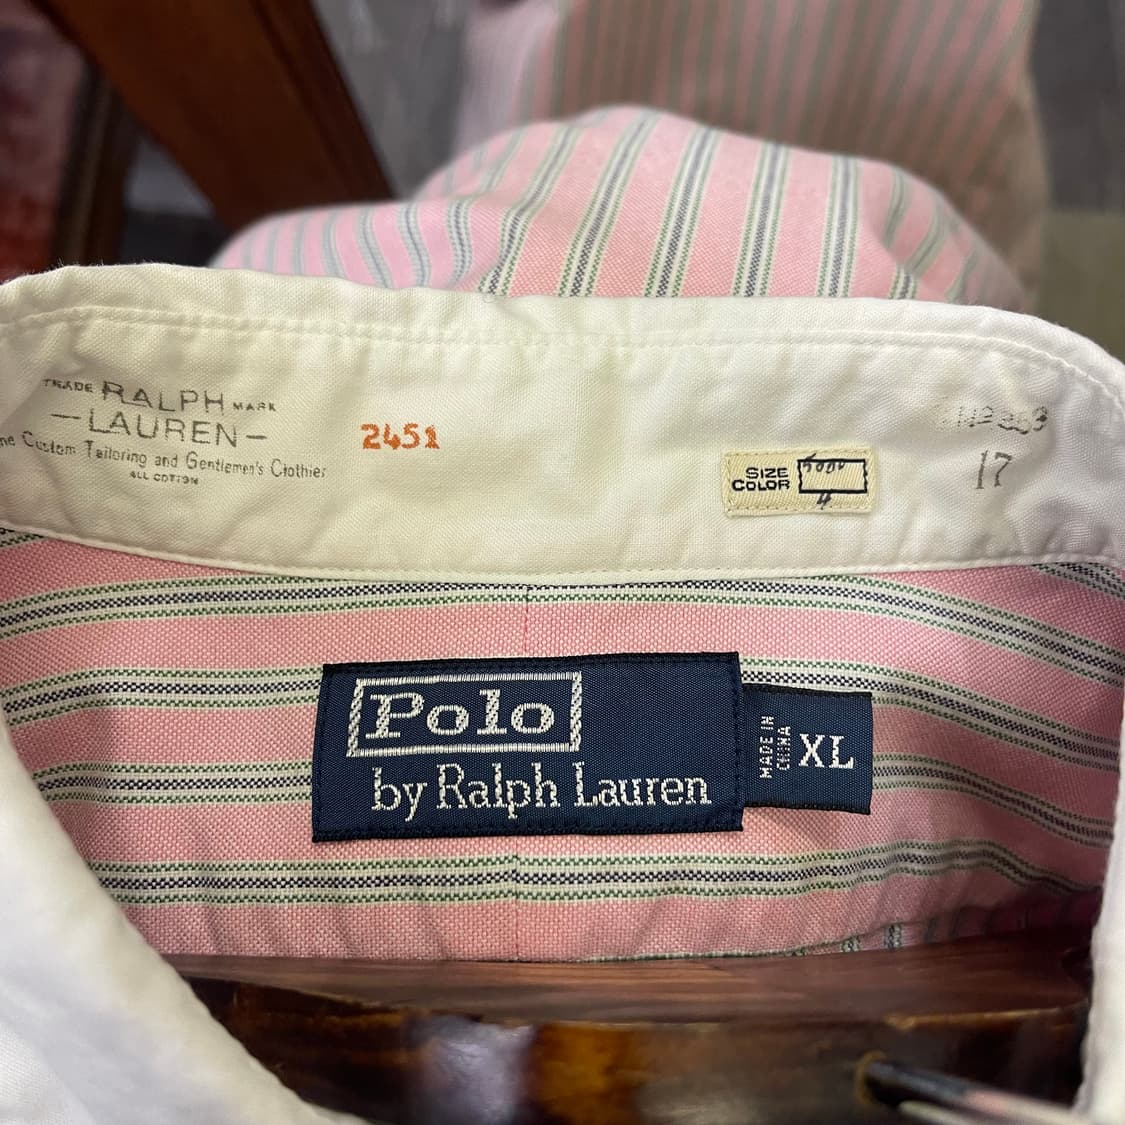 TRADE RALPH MARK
-LAUREN-
Custom Tailoring and Gentlemen's Clothier
ALL COTTON
2451
SIZE
COLOR
17
Polo
by Ralph Lauren
MADE IN
CHINA
XL